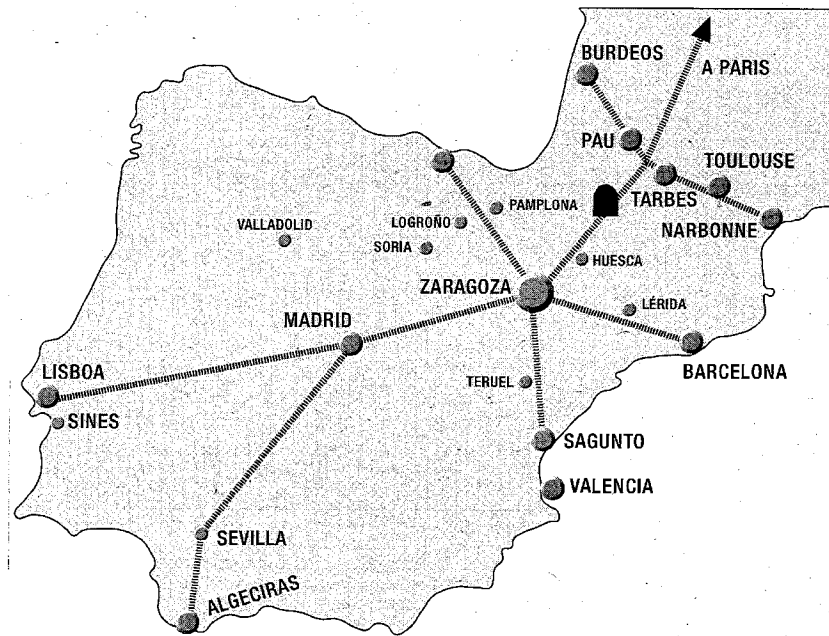 BURDEOS
A PARIS
PAU
TOULOUSE
TARBES
NARBONNE
PAMPLONA
LOGROÑO
VALLADOLID
SORIA
HUESCA
ZARAGOZA
LÉRIDA
MADRID
BARCELONA
LISBOA
TERUEL
SINES
SAGUNTO
VALENCIA
SEVILLA
ALGECIRAS